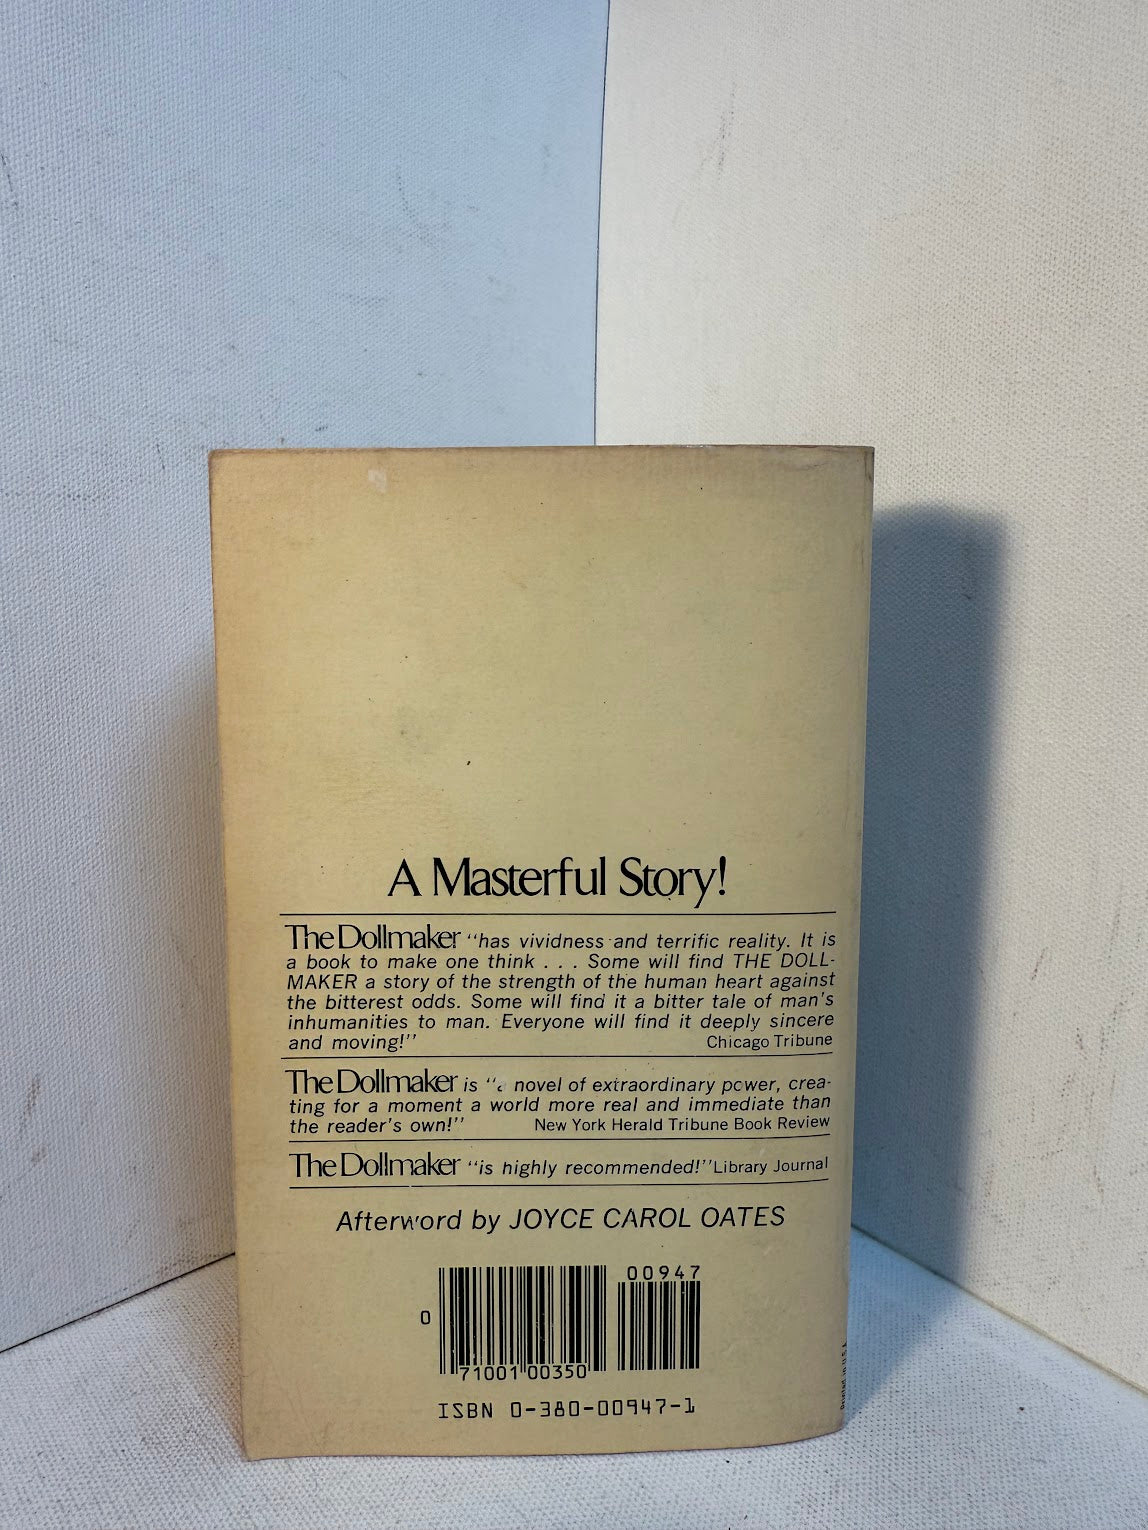 A Masterful Story!
The Dollmaker “has vividness and terrific reality. It is
a book to make one think . . . Some will find THE DOLL-
MAKER a story of the strength of the human heart against
the bitterest odds. Some will find it a bitter tale of man's
inhumanities to man. Everyone will find it deeply sincere
and moving!” Chicago Tribune
The Dollmaker is “a novel of extraordinary power, crea-
ting for a moment a world more real and immediate than
the reader's own!” New York Herald Tribune Book Review
The Dollmaker “is highly recommended!” Library Journal
Afterword by JOYCE CAROL OATES
00947
0
71001 00350
ISBN 0-380-00947-1
Printed in U.S.A.